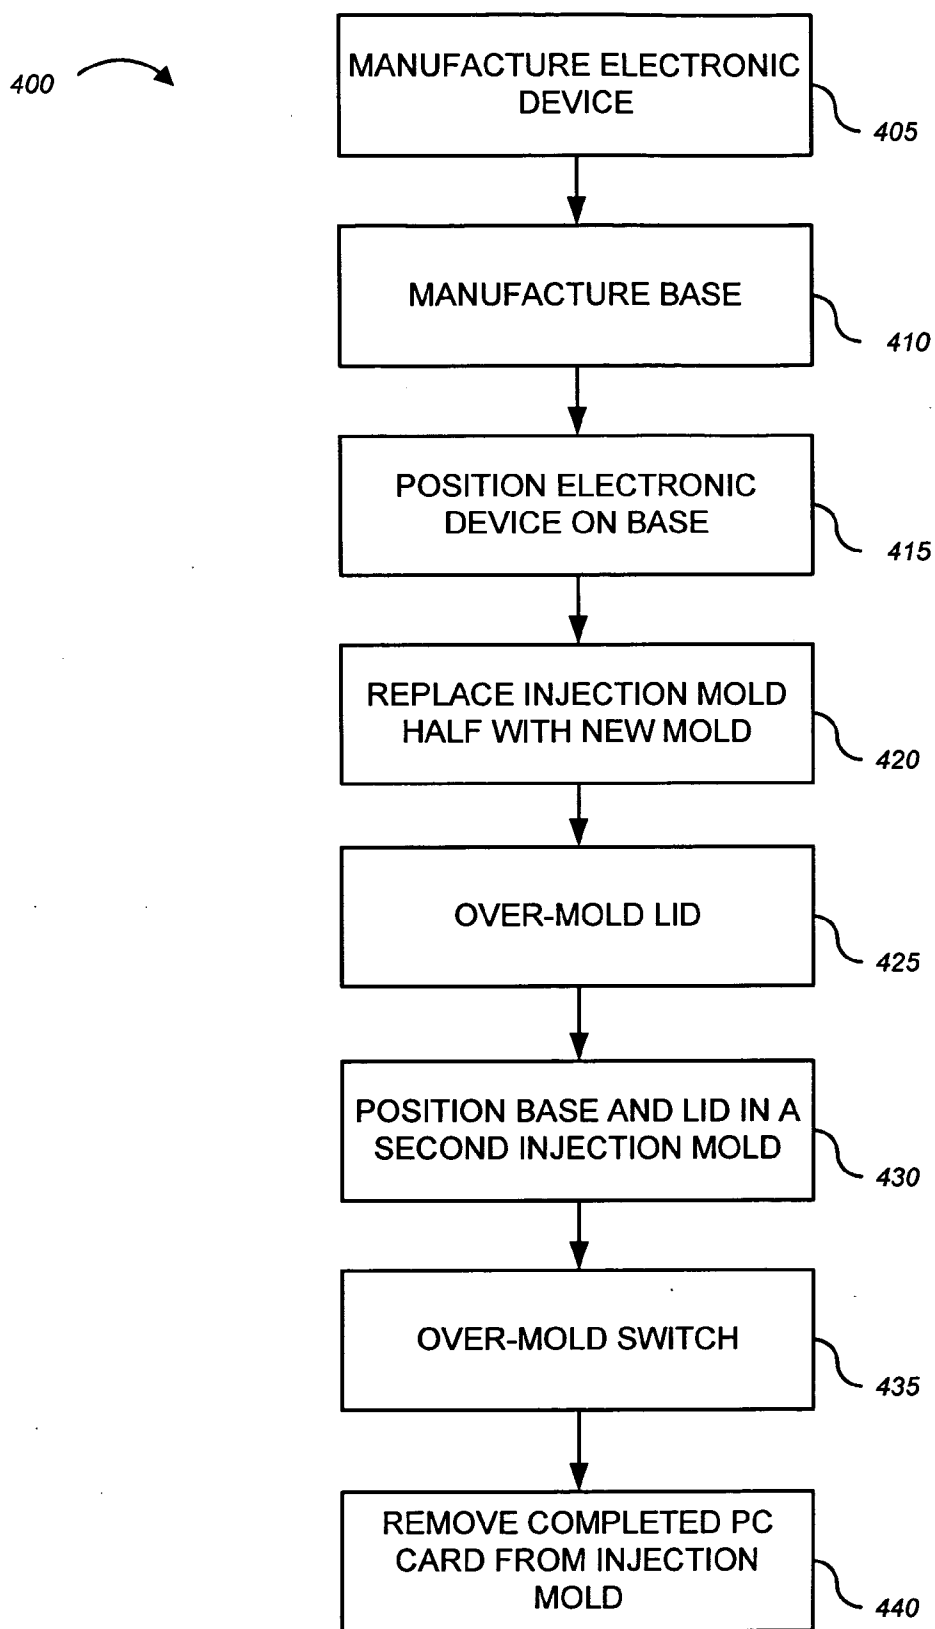 400
MANUFACTURE ELECTRONIC
DEVICE
405
MANUFACTURE BASE
410
POSITION ELECTRONIC
DEVICE ON BASE
415
REPLACE INJECTION MOLD
HALF WITH NEW MOLD
420
OVER-MOLD LID
425
POSITION BASE AND LID IN A
SECOND INJECTION MOLD
430
OVER-MOLD SWITCH
435
REMOVE COMPLETED PC
CARD FROM INJECTION
MOLD
440